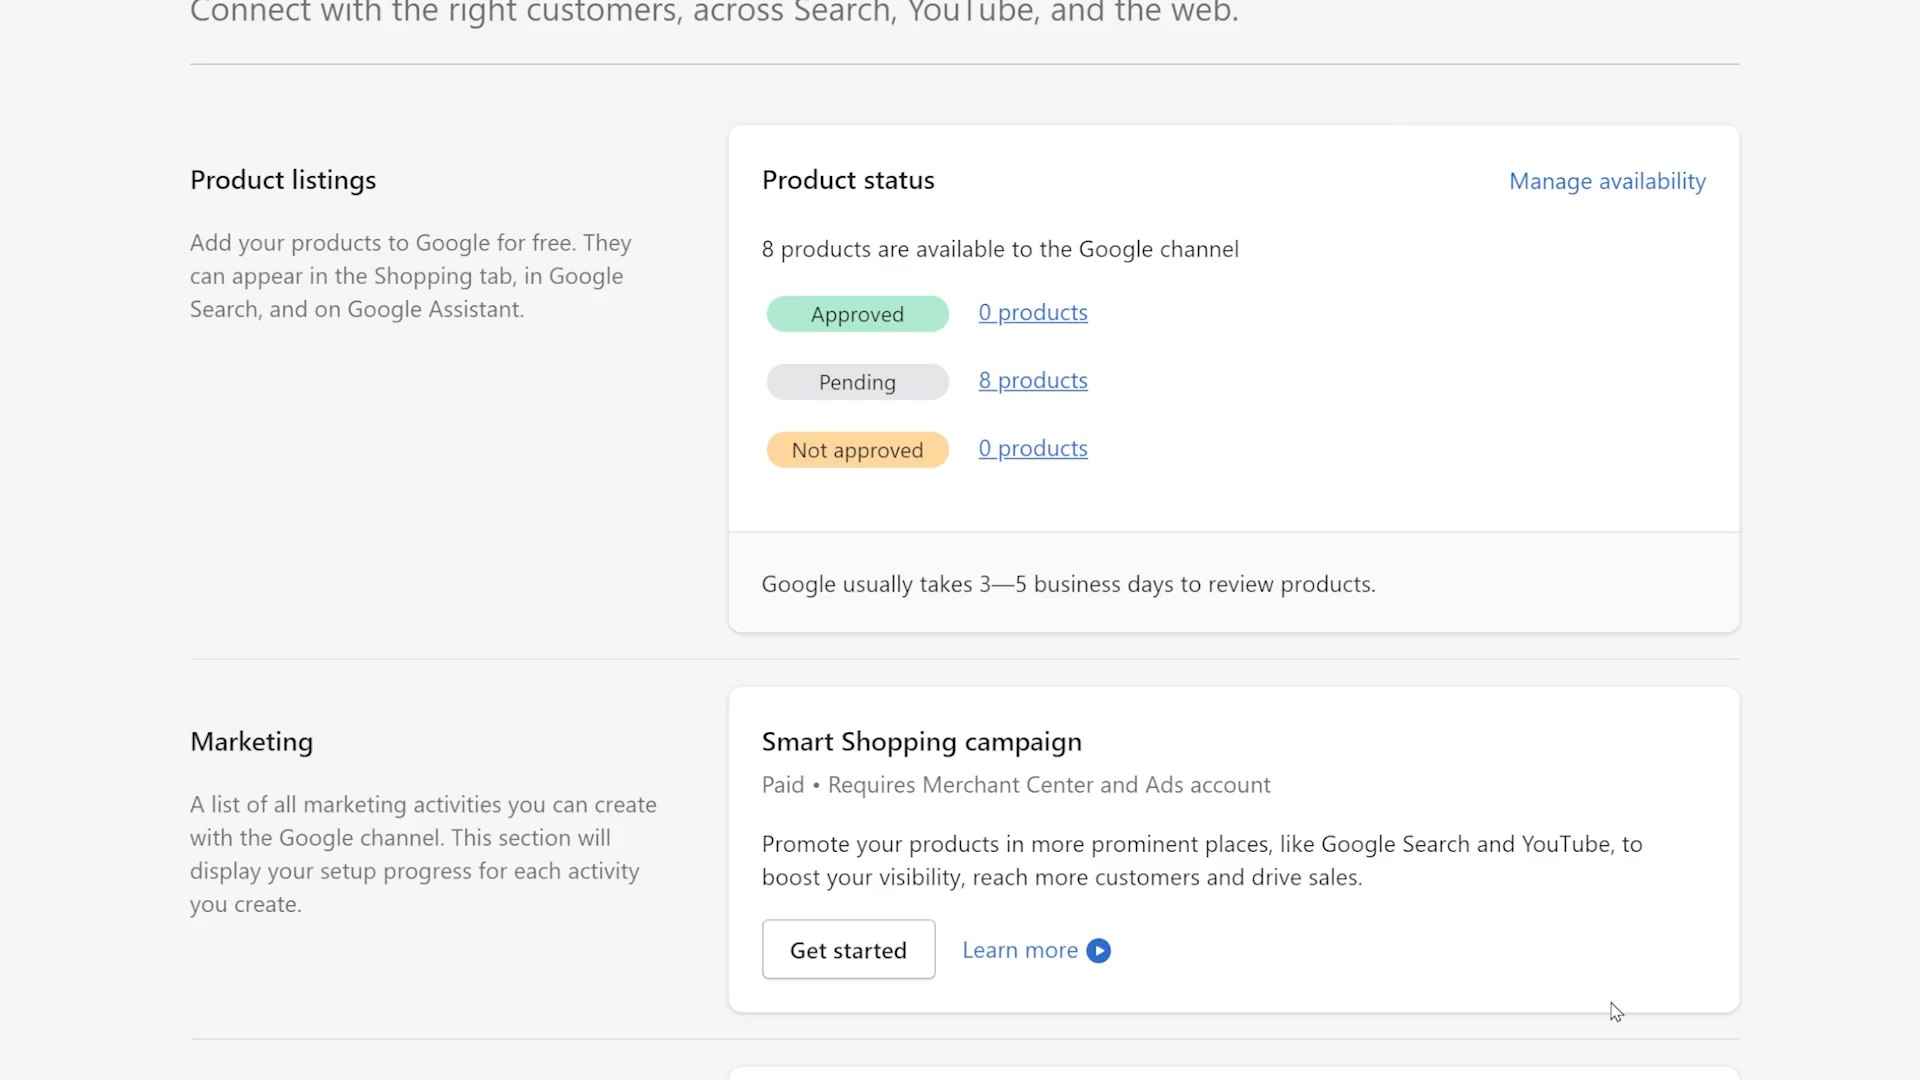 Connect with the right customers, across Search, YouTube, and the web.
Product listings
Add your products to Google for free. They
can appear in the Shopping tab, in Google
Search, and on Google Assistant.
Product status
Manage availability
8 products are available to the Google channel
Approved 0 products
Pending 8 products
Not approved 0 products
Google usually takes 3—5 business days to review products.
Marketing
A list of all marketing activities you can create
with the Google channel. This section will
display your setup progress for each activity
you create.
Smart Shopping campaign
Paid • Requires Merchant Center and Ads account
Promote your products in more prominent places, like Google Search and YouTube, to
boost your visibility, reach more customers and drive sales.
Get started Learn more